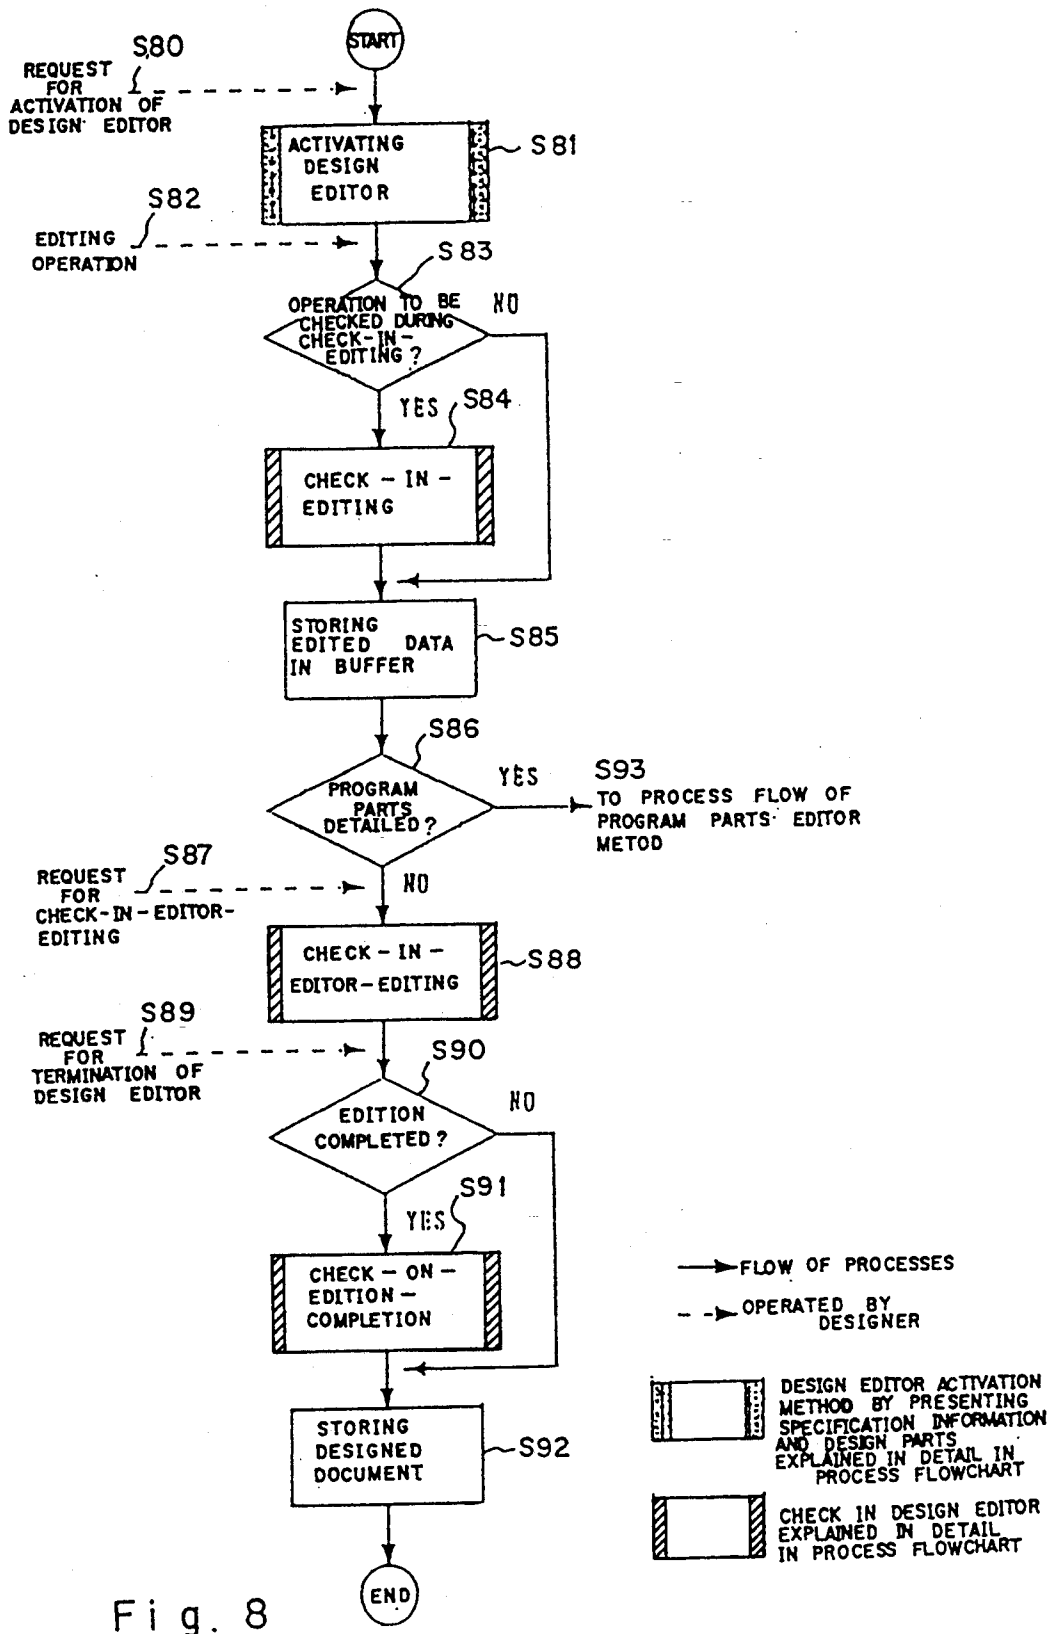 START
S80
REQUEST
FOR
ACTIVATION OF
DESIGN EDITOR
ACTIVATING
DESIGN
EDITOR
S81
S82
EDITING
OPERATION
S83
OPERATION TO BE
CHECKED DURING
CHECK-IN-
EDITING?
NO
YES
S84
CHECK-IN-
EDITING
STORING
EDITED DATA
IN BUFFER
S85
S86
PROGRAM
PARTS
DETAILED?
YES
S93
TO PROCESS FLOW OF
PROGRAM PARTS EDITOR
METOD
NO
S87
REQUEST
FOR
CHECK-IN-EDITOR-
EDITING
CHECK-IN-
EDITOR-EDITING
S88
S89
REQUEST
FOR
TERMINATION OF
DESIGN EDITOR
S90
EDITION
COMPLETED?
NO
YES
S91
CHECK-ON-
EDITION-
COMPLETION
STORING
DESIGNED
DOCUMENT
S92
END
FLOW OF PROCESSES
OPERATED BY
DESIGNER
DESIGN EDITOR ACTIVATION
METHOD BY PRESENTING
SPECIFICATION INFORMATION
AND DESIGN PARTS
EXPLAINED IN DETAIL IN
PROCESS FLOWCHART
CHECK IN DESIGN EDITOR
EXPLAINED IN DETAIL
IN PROCESS FLOWCHART
Fig. 8